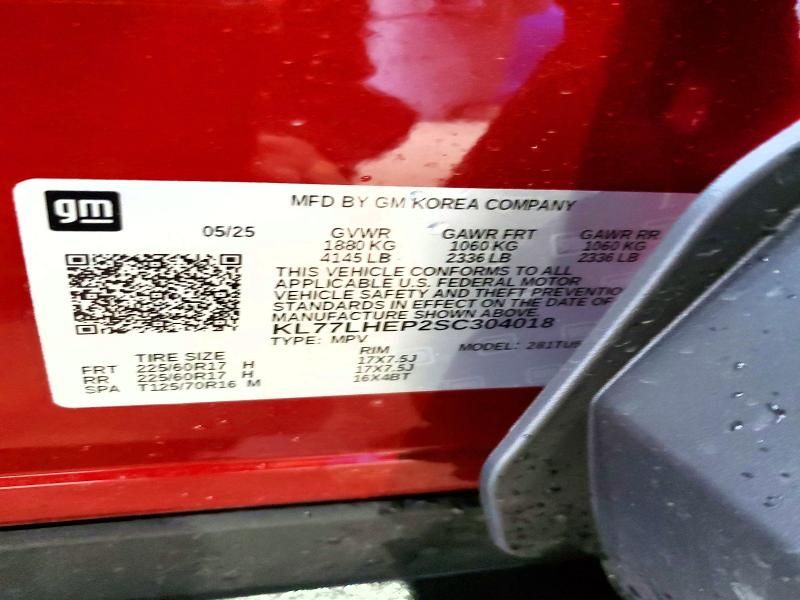 gm
MFD BY GM KOREA COMPANY
05/25 GVWR GAWR FRT GAWR RR
1880 KG 1060 KG 1060 KG
4145 LB 2336 LB 2336 LB
THIS VEHICLE CONFORMS TO ALL
APPLICABLE U.S. FEDERAL MOTOR
VEHICLE SAFETY AND THEFT PREVENTIO
STANDARDS IN EFFECT ON THE DATE OF
MANUFACTURE SHOWN ABOVE.
KL77LHEP2SC304018
TYPE: MPV MODEL: 281TU5
TIRE SIZE RIM
FRT 225/60R17 H 17X7.5J
RR 225/60R17 H 17X7.5J
SPA T125/70R16 M 16X4BT